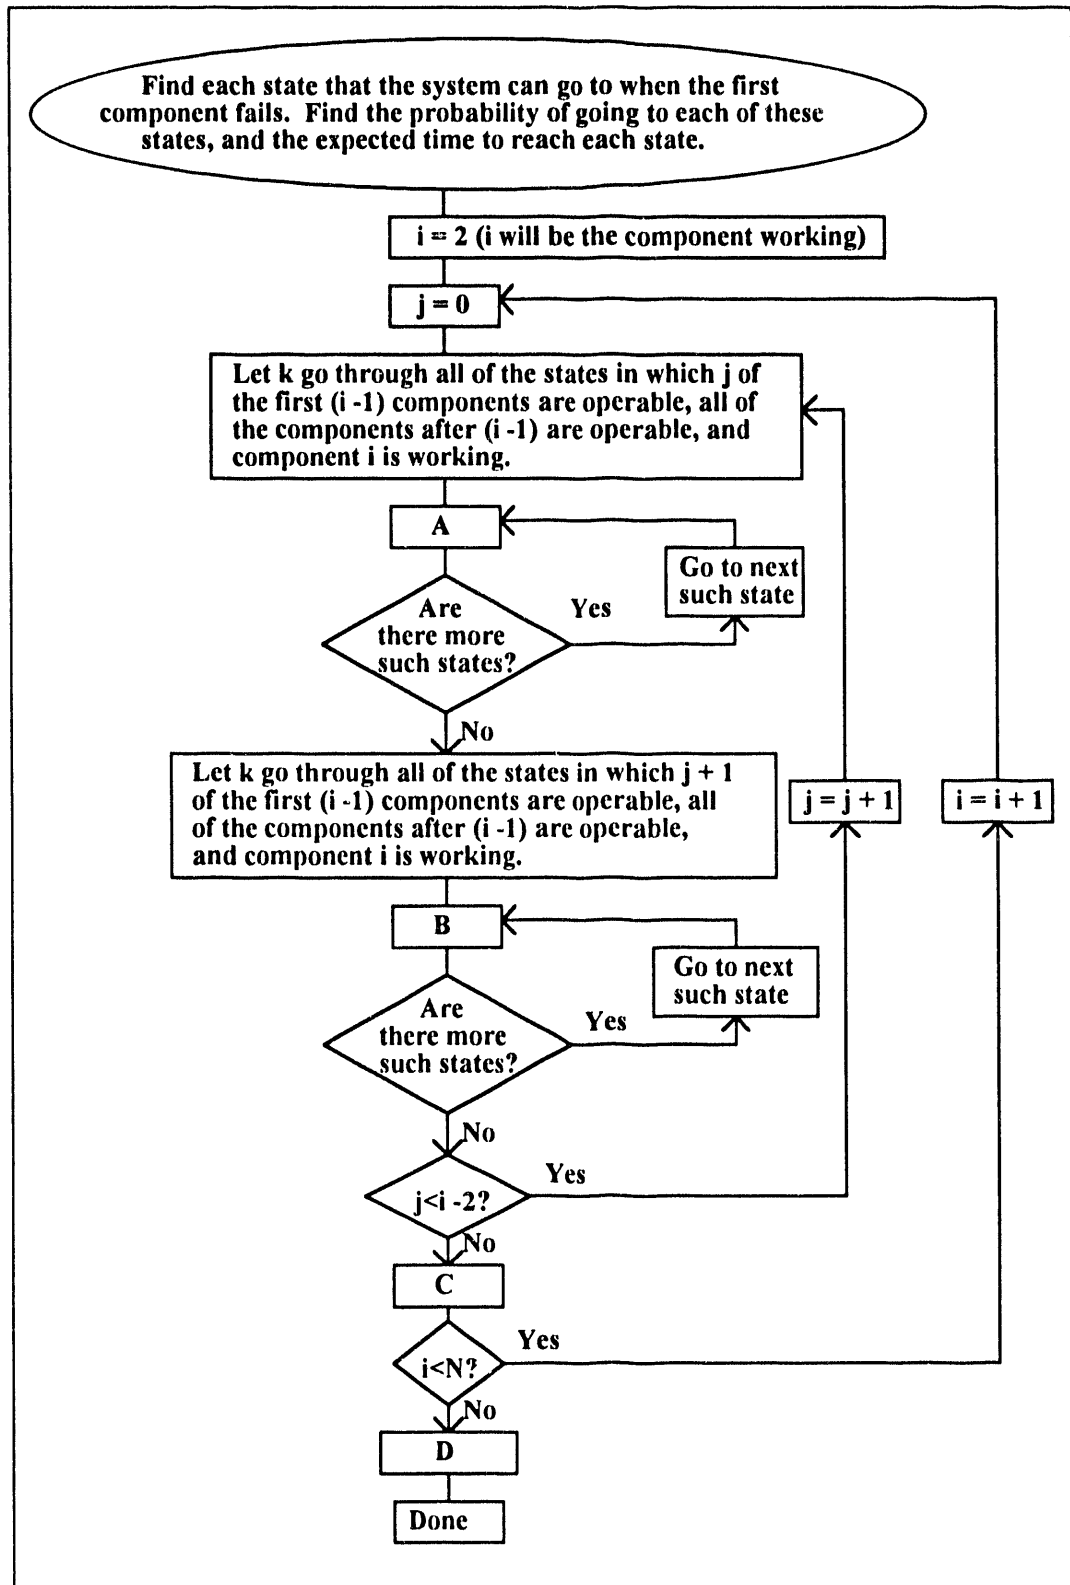 Find each state that the system can go to when the first
component fails. Find the probability of going to each of these
states, and the expected time to reach each state.
i = 2 (i will be the component working)
j = 0
Let k go through all of the states in which j of
the first (i -1) components are operable, all of
the components after (i -1) are operable, and
component i is working.
A
Go to next
such state
Are
there more
such states?
Yes
No
Let k go through all of the states in which j + 1
of the first (i -1) components are operable, all
of the components after (i -1) are operable,
and component i is working.
j = j + 1
i = i + 1
B
Go to next
such state
Are
there more
such states?
Yes
No
j<i -2?
Yes
No
C
i<N?
Yes
No
D
Done